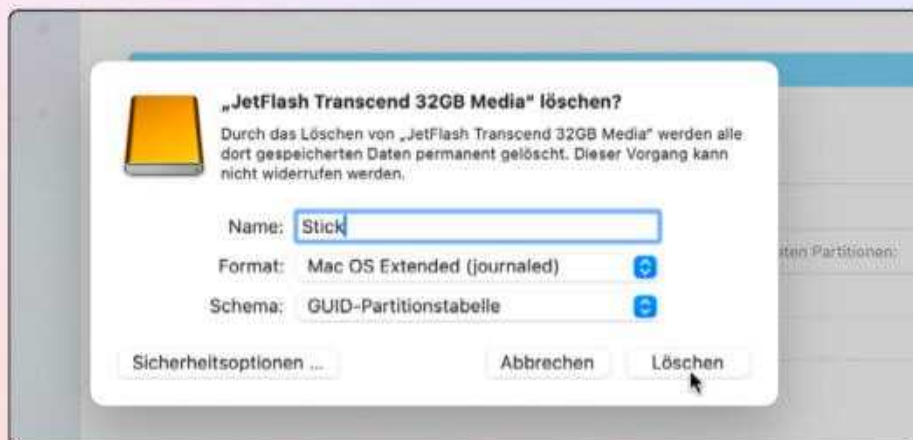 „JetFlash Transcend 32GB Media“ löschen?
Durch das Löschen von „JetFlash Transcend 32GB Media“ werden alle
dort gespeicherten Daten permanent gelöscht. Dieser Vorgang kann
nicht widerrufen werden.
Name: Stick
Format: Mac OS Extended (journaled)
Schema: GUID-Partitionstabelle
Partitionen:
Sicherheitsoptionen ...
Abbrechen
Löschen